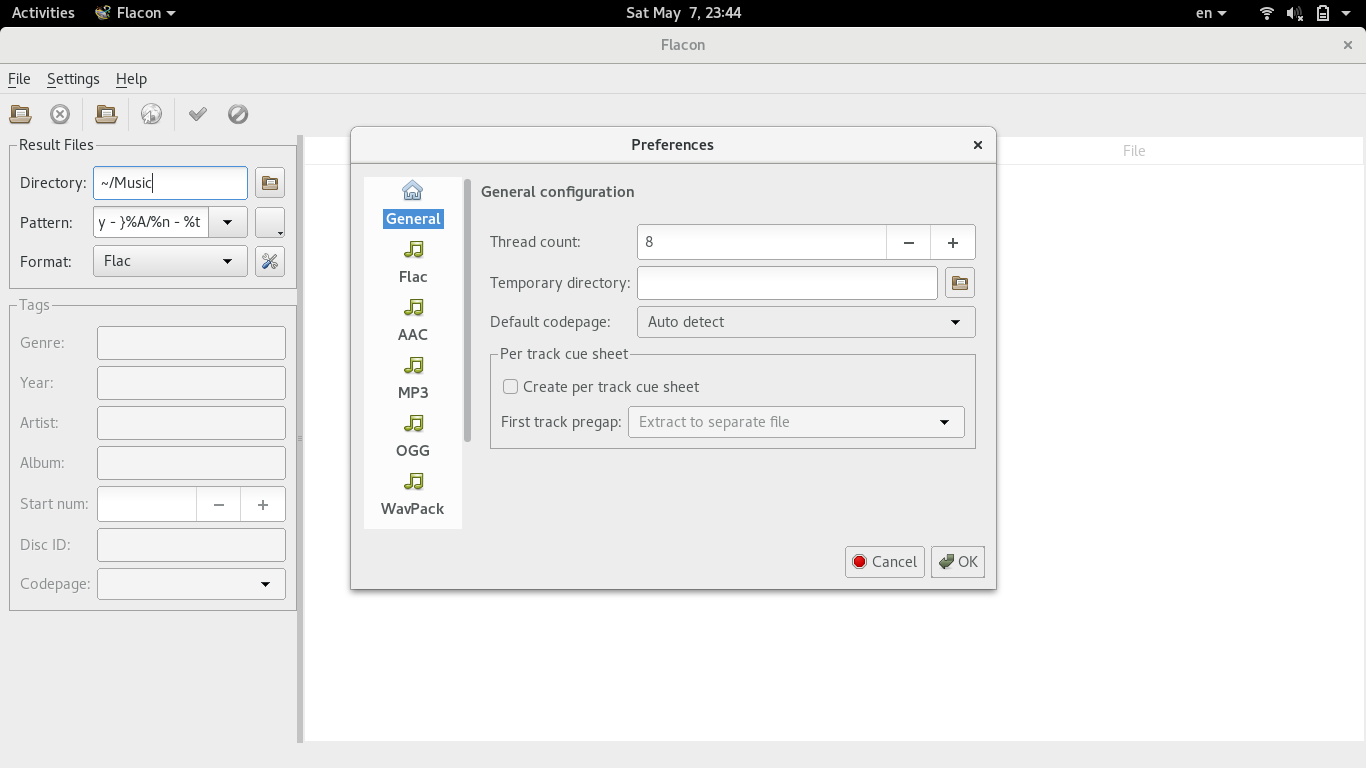 Activities Flacon Sat May 7, 23:44 en
Flacon
File Settings Help
Result Files
Directory: ~/Music
Pattern: y - }%A/%n - %t
Format: Flac
Tags
Genre:
Year:
Artist:
Album:
Start num:
Disc ID:
Codepage:
File
Preferences
General
Flac
AAC
MP3
OGG
WavPack
General configuration
Thread count: 8
Temporary directory:
Default codepage: Auto detect
Per track cue sheet
Create per track cue sheet
First track pregap: Extract to separate file
Cancel OK